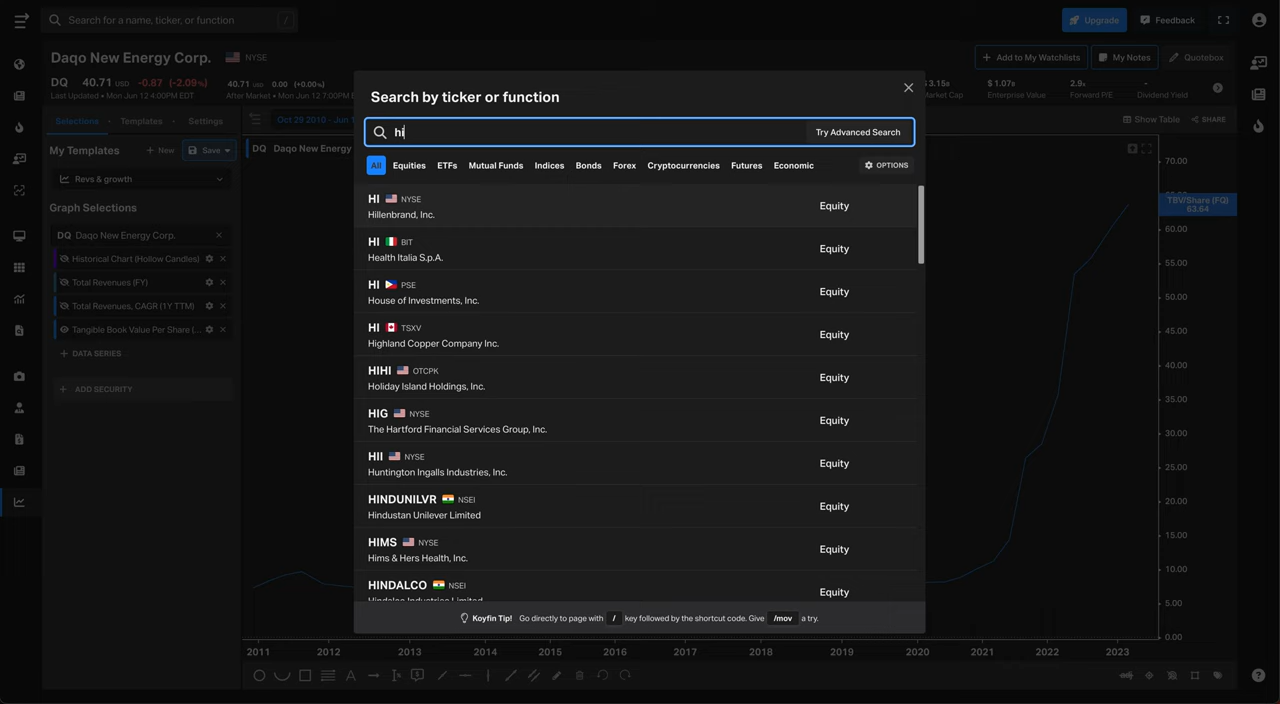 Search for a name, ticker, or function /
Upgrade
Feedback
Daqo New Energy Corp. NYSE
DQ 40.71 USD -0.87 (-2.09%)
Last Updated • Mon Jun 12 4:00PM EDT
40.71 USD 0.00 (+0.00%)
After Market • Mon Jun 12 7:00PM
+ Add to My Watchlists
My Notes
Quotebox
$ 1.07B
Enterprise Value
2.9x
Forward P/E
-
Dividend Yield
Market Cap
Selections
Templates
Settings
Oct 29 2010 - Jun
Show Table
SHARE
My Templates
+ New
Save
DQ Daqo New Energy
Revs & growth
Graph Selections
DQ Daqo New Energy Corp.
Historical Chart (Hollow Candles)
Total Revenues (FY)
Total Revenues, CAGR (1Y TTM)
Tangible Book Value Per Share (...
+ DATA SERIES
+ ADD SECURITY
Search by ticker or function
hi
Try Advanced Search
All Equities ETFs Mutual Funds Indices Bonds Forex Cryptocurrencies Futures Economic
OPTIONS
HI NYSE
Hillenbrand, Inc.
Equity
HI BIT
Health Italia S.p.A.
Equity
HI PSE
House of Investments, Inc.
Equity
HI TSXV
Highland Copper Company Inc.
Equity
HIHI OTCPK
Holiday Island Holdings, Inc.
Equity
HIG NYSE
The Hartford Financial Services Group, Inc.
Equity
HII NYSE
Huntington Ingalls Industries, Inc.
Equity
HINDUNILVR NSEI
Hindustan Unilever Limited
Equity
HIMS NYSE
Hims & Hers Health, Inc.
Equity
HINDALCO NSEI
Hindalco Industries Limited
Equity
Koyfin Tip! Go directly to page with / key followed by the shortcut code. Give /mov a try.
70.00
TBV/Share (FQ)
63.64
60.00
55.00
50.00
45.00
40.00
35.00
30.00
25.00
20.00
15.00
10.00
5.00
0.00
2011 2012 2013 2014 2015 2016 2017 2018 2019 2020 2021 2022 2023